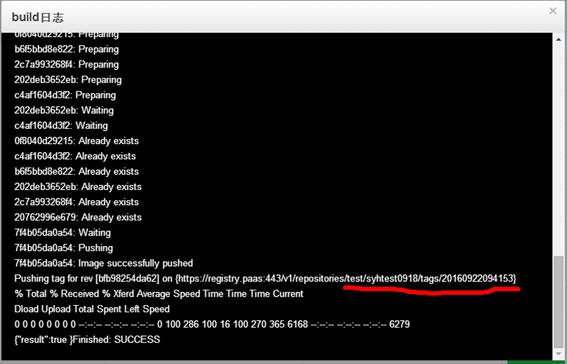 build日志
×
0f8040d29215: Preparing
b6f5bbd8e822: Preparing
2c7a993268f4: Preparing
202deb3652eb: Preparing
c4af1604d3f2: Preparing
202deb3652eb: Waiting
c4af1604d3f2: Waiting
0f8040d29215: Already exists
c4af1604d3f2: Already exists
b6f5bbd8e822: Already exists
202deb3652eb: Already exists
2c7a993268f4: Already exists
20762996e679: Already exists
7f4b05da0a54: Waiting
7f4b05da0a54: Pushing
7f4b05da0a54: Image successfully pushed
Pushing tag for rev [bfb98254da62] on {https://registry.paas:443/v1/repositories/test/syhtest0918/tags/20160922094153}
% Total % Received % Xferd Average Speed Time Time Time Current
Dload Upload Total Spent Left Speed
0 0 0 0 0 0 0 0 --:--:-- --:--:-- --:--:-- 0 100 286 100 16 100 270 365 6168 --:--:-- --:--:-- --:--:-- 6279
{"result":true }Finished: SUCCESS